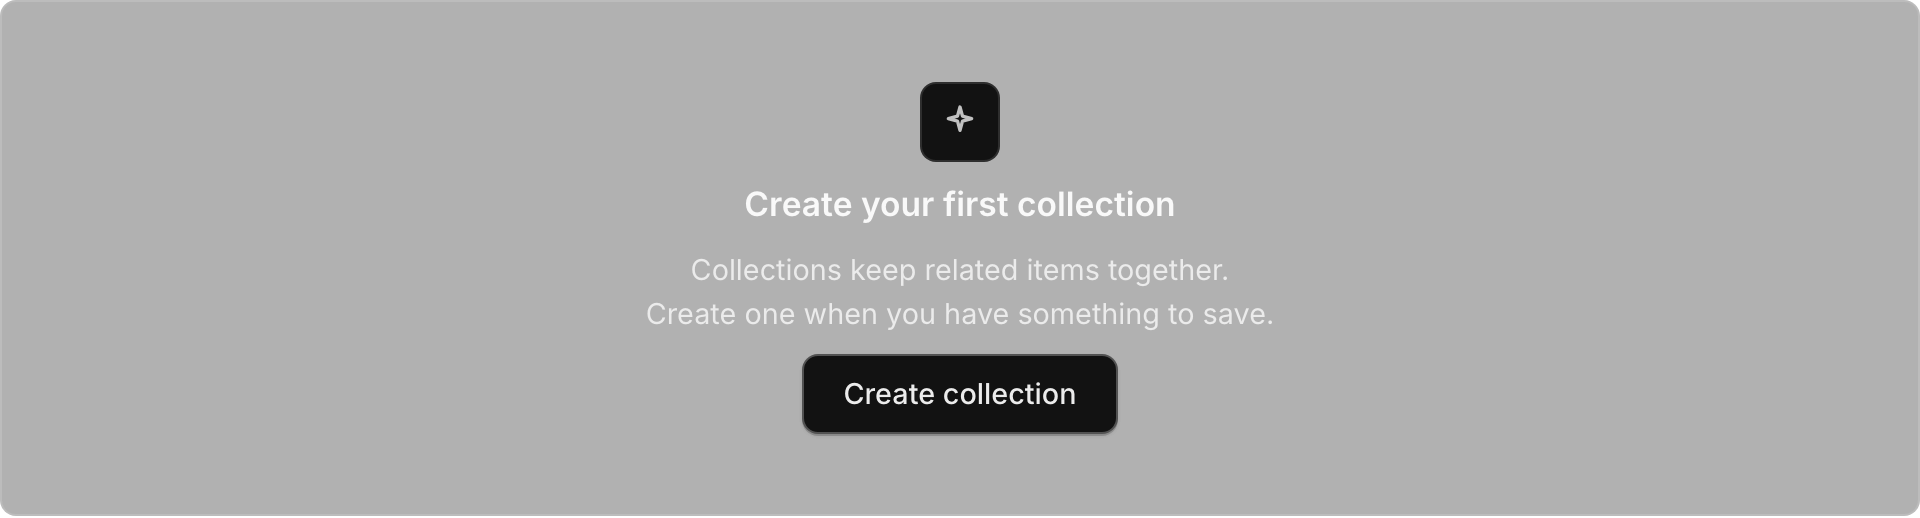 Create your first collection
Collections keep related items together.
Create one when you have something to save.
Create collection